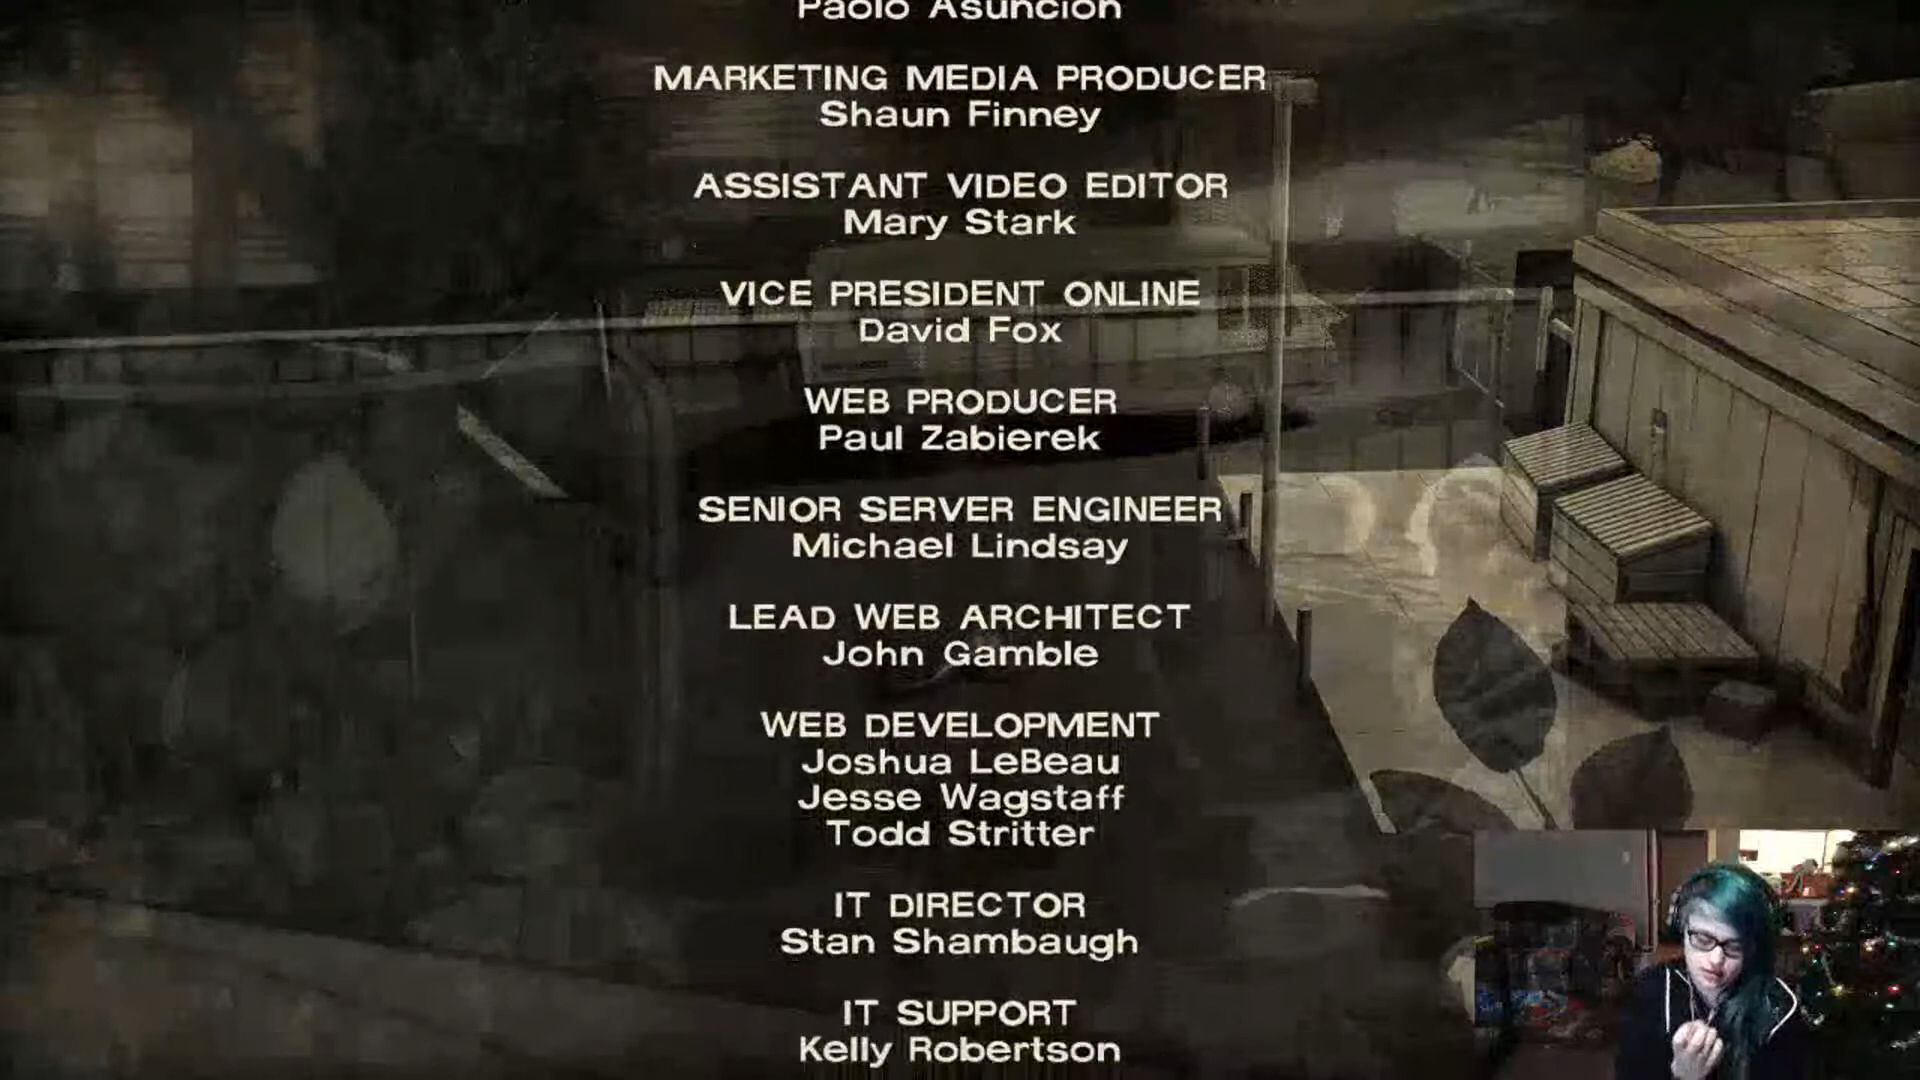 Paolo Asuncion
MARKETING MEDIA PRODUCER
Shaun Finney
ASSISTANT VIDEO EDITOR
Mary Stark
VICE PRESIDENT ONLINE
David Fox
WEB PRODUCER
Paul Zabierek
SENIOR SERVER ENGINEER
Michael Lindsay
LEAD WEB ARCHITECT
John Gamble
WEB DEVELOPMENT
Joshua LeBeau
Jesse Wagstaff
Todd Stritter
IT DIRECTOR
Stan Shambaugh
IT SUPPORT
Kelly Robertson